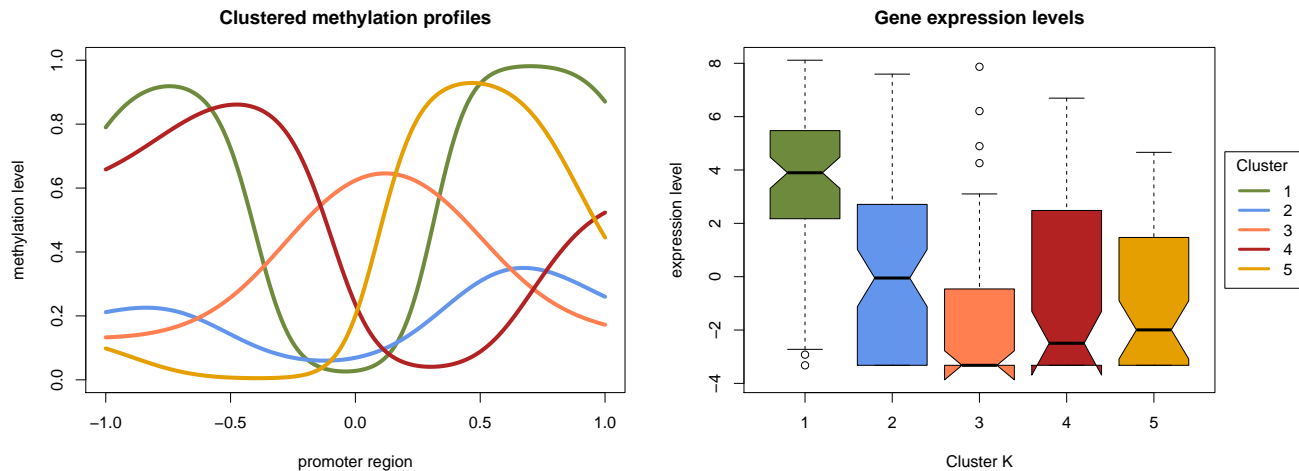 Clustered methylation profiles
methylation level
1.0
0.8
0.6
0.4
0.2
0.0
−1.0 −0.5 0.0 0.5 1.0
promoter region
Gene expression levels
expression level
8
6
4
2
0
−2
−4
1 2 3 4 5
Cluster K
Cluster
1
2
3
4
5